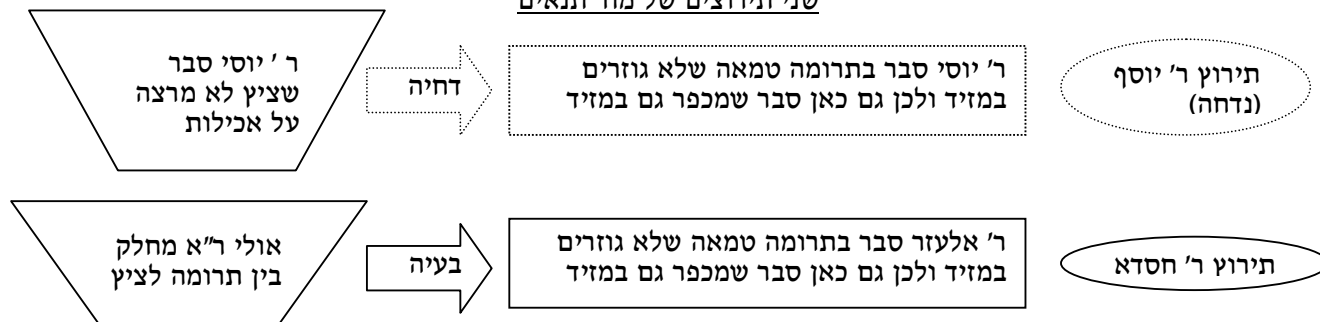 שני תירוצים של מוד תנאים
תירוץ ר' יוסף
(נדחה)
ר' יוסי סבר בתרומה טמאה שלא גוזרים
במזיד ולכן גם כאן סבר שמכפר גם במזיד
דחיה
ר ' יוסי סבר
שציץ לא מרצה
על אכילות
תירוץ ר' חסדא
ר' אלעזר סבר בתרומה טמאה שלא גוזרים
במזיד ולכן גם כאן סבר שמכפר גם במזיד
בעיה
אולי ר"א מחלק
בין תרומה לציץ